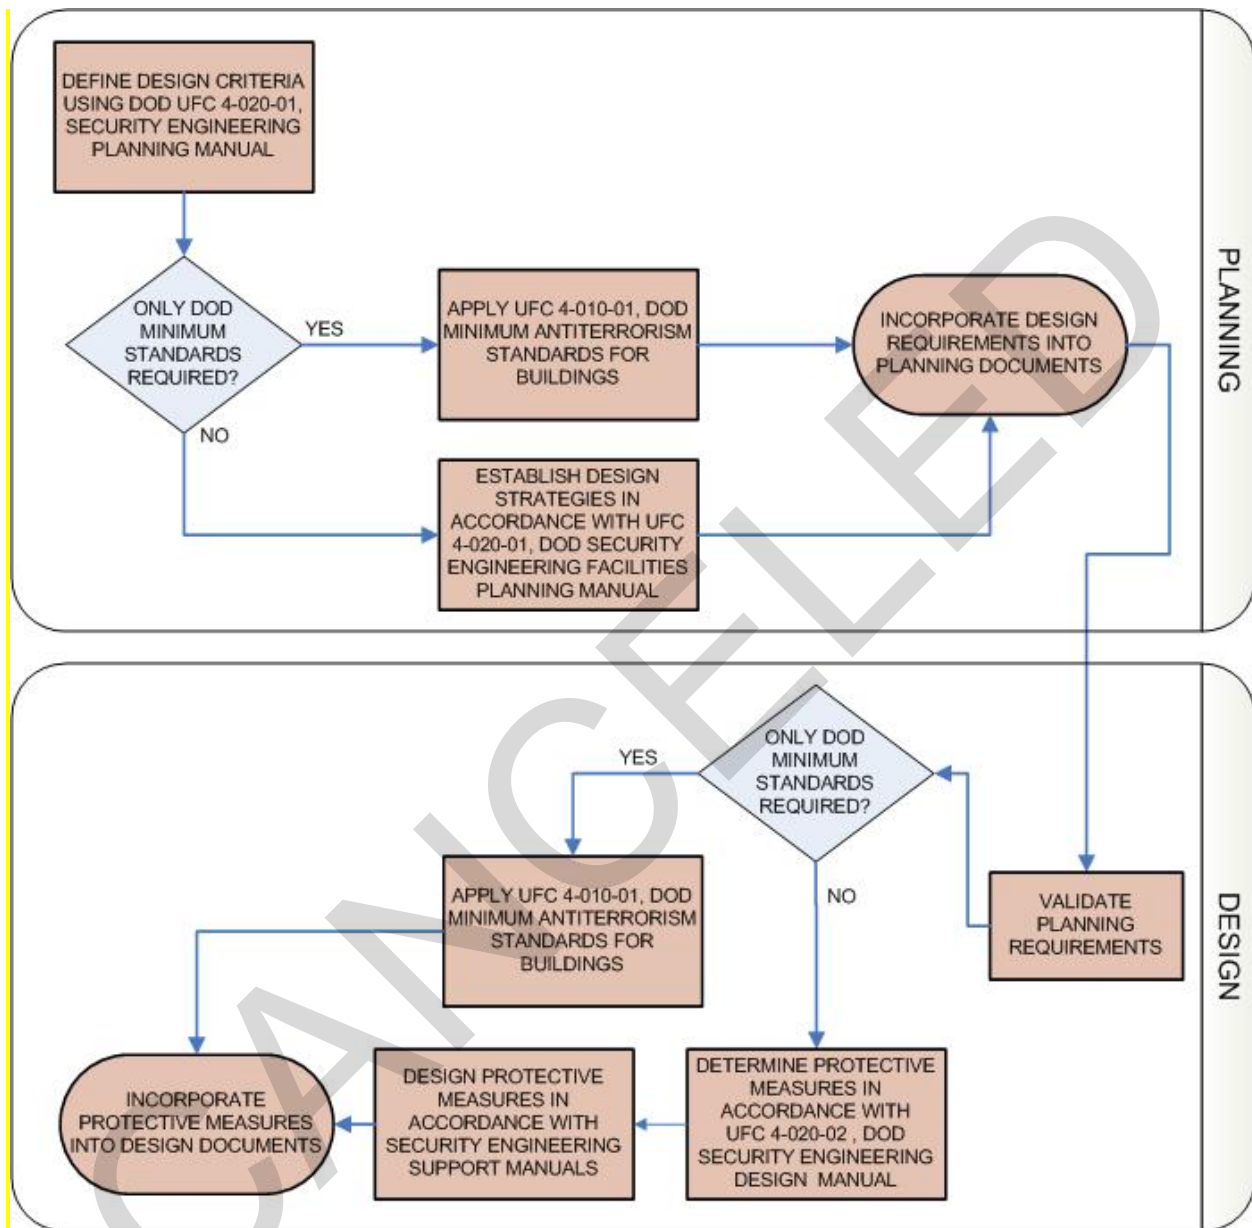 DEFINE DESIGN CRITERIA
USING DOD UFC 4-020-01,
SECURITY ENGINEERING
PLANNING MANUAL
ONLY DOD
MINIMUM
STANDARDS
REQUIRED?
YES
APPLY UFC 4-010-01, DOD
MINIMUM ANTITERRORISM
STANDARDS FOR
BUILDINGS
INCORPORATE DESIGN
REQUIREMENTS INTO
PLANNING DOCUMENTS
NO
ESTABLISH DESIGN
STRATEGIES IN
ACCORDANCE WITH UFC
4-020-01, DOD SECURITY
ENGINEERING FACILITIES
PLANNING MANUAL
PLANNING
ONLY DOD
MINIMUM
STANDARDS
REQUIRED?
YES
APPLY UFC 4-010-01, DOD
MINIMUM ANTITERRORISM
STANDARDS FOR
BUILDINGS
NO
VALIDATE
PLANNING
REQUIREMENTS
INCORPORATE
PROTECTIVE MEASURES
INTO DESIGN DOCUMENTS
DESIGN PROTECTIVE
MEASURES IN
ACCORDANCE WITH
SECURITY ENGINEERING
SUPPORT MANUALS
DETERMINE PROTECTIVE
MEASURES IN
ACCORDANCE WITH
UFC 4-020-02 , DOD
SECURITY ENGINEERING
DESIGN MANUAL
DESIGN
CANCELED